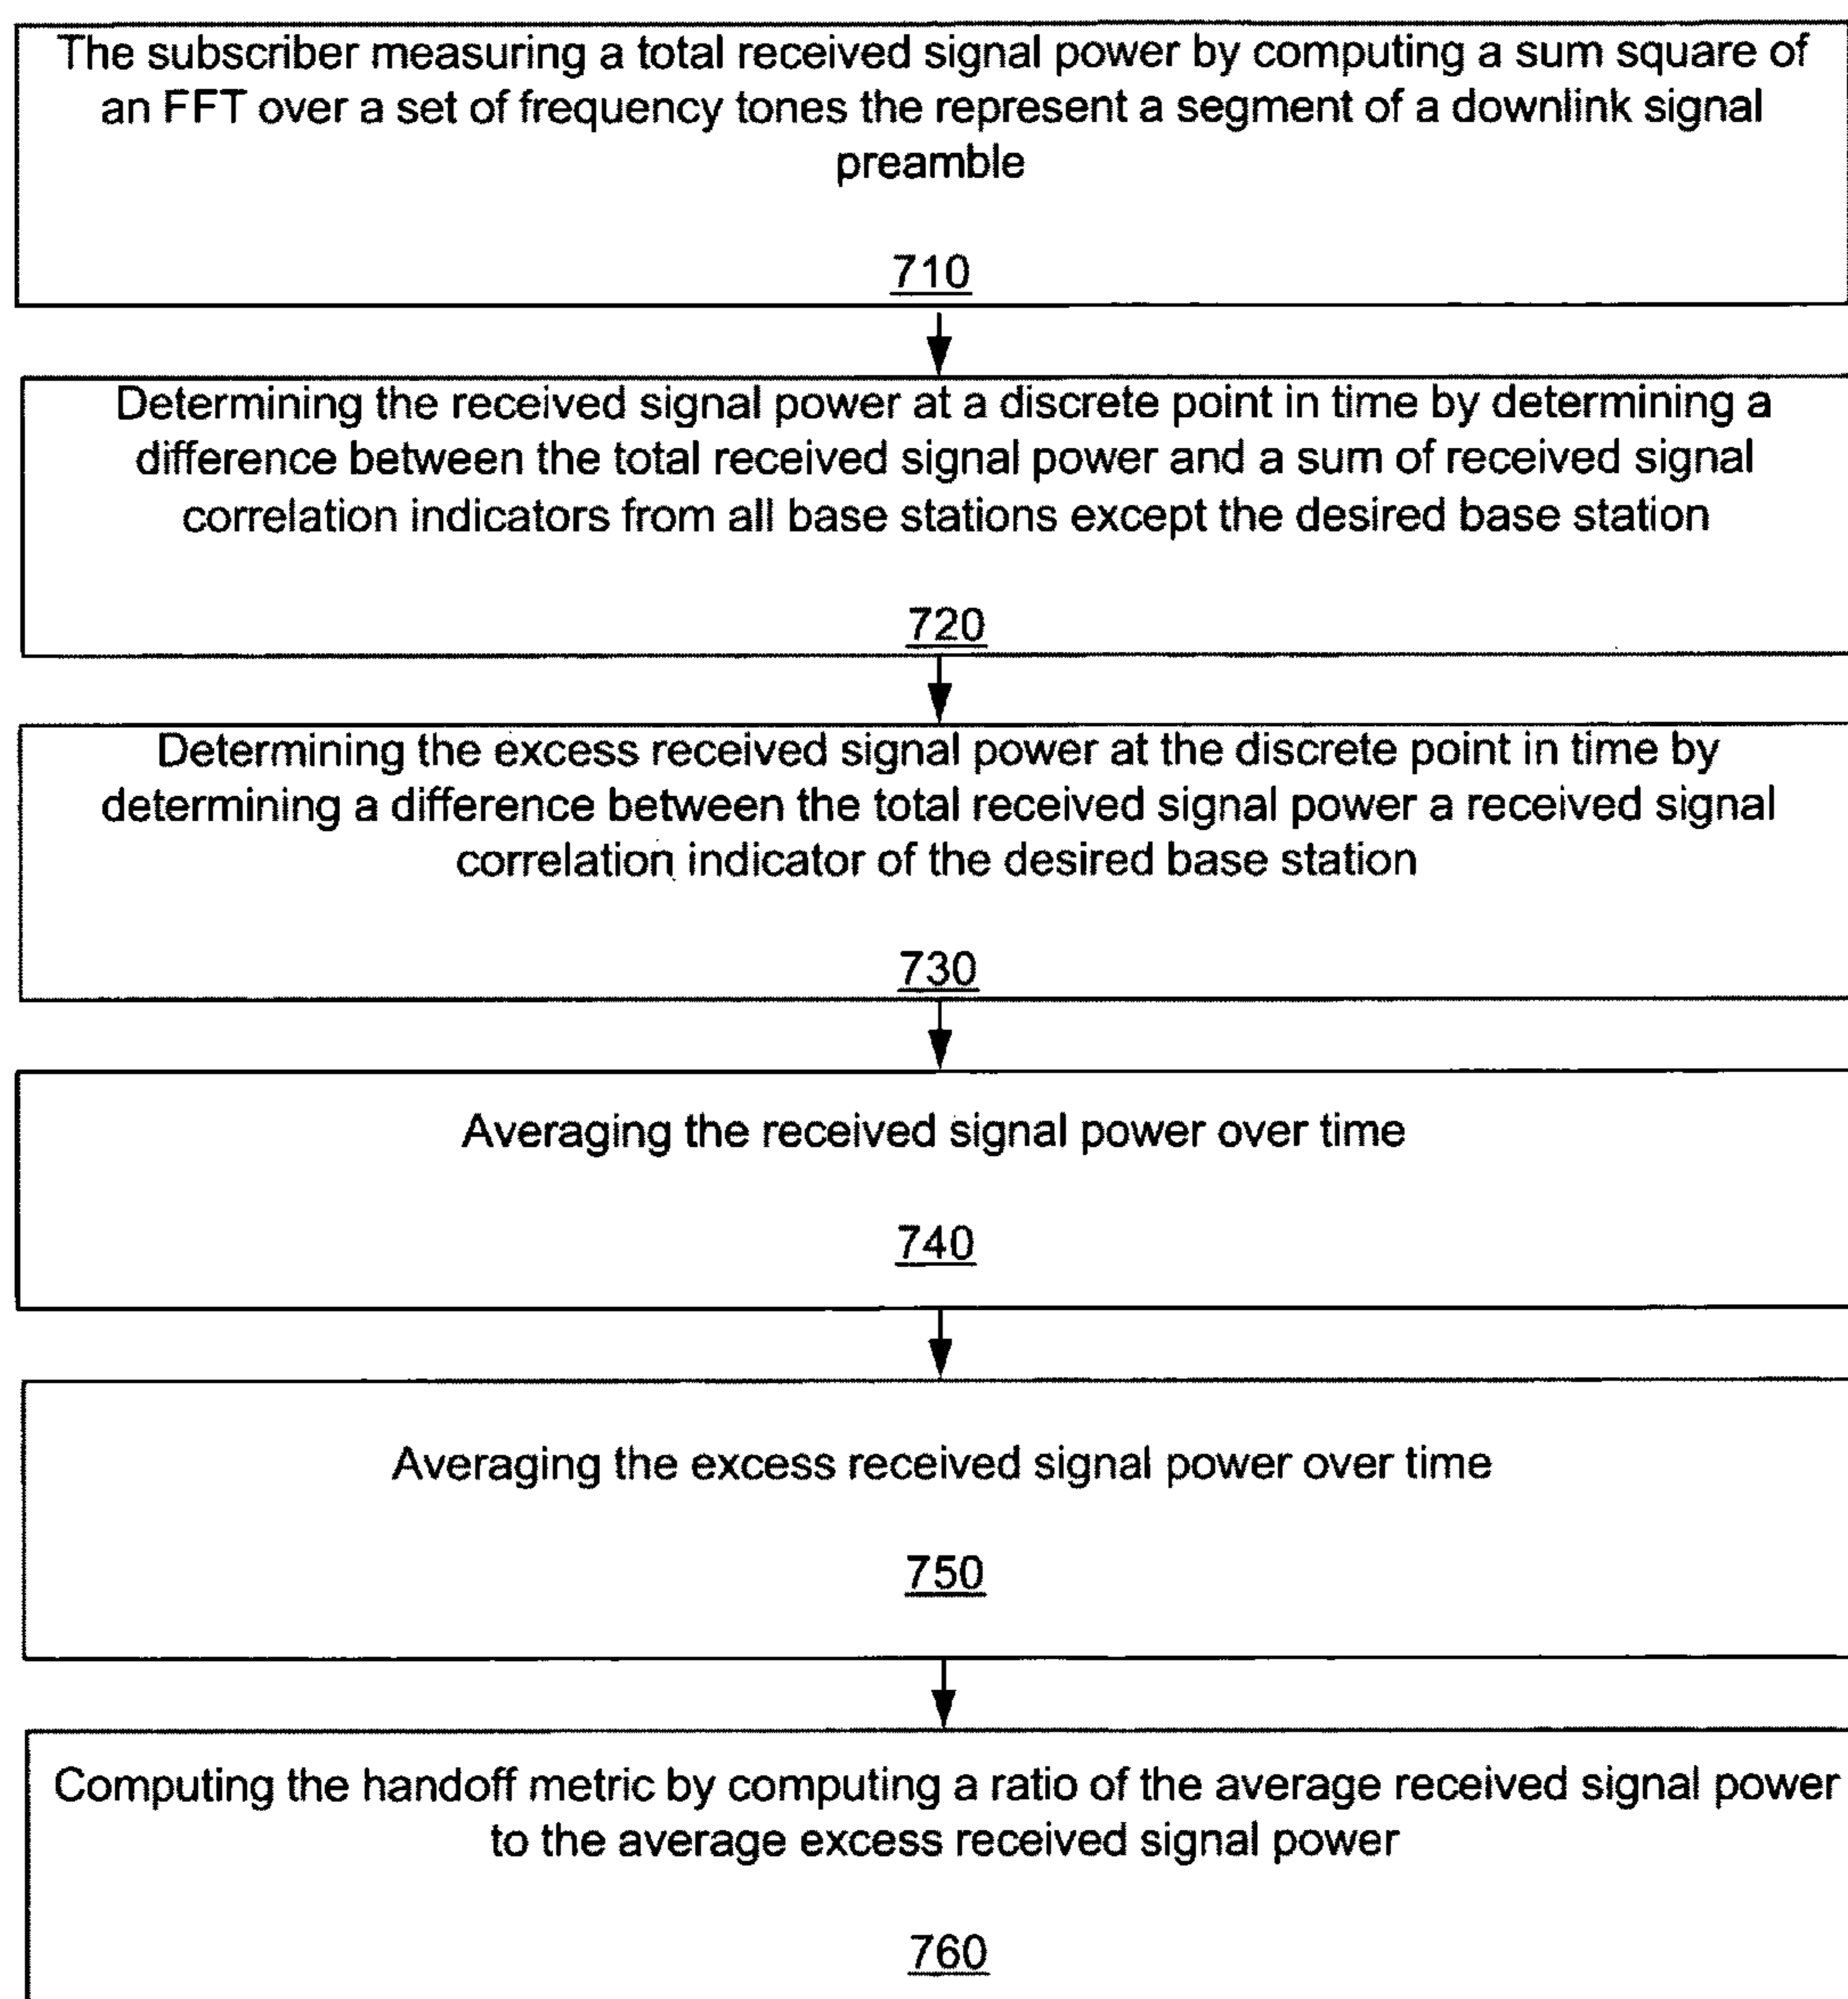 The subscriber measuring a total received signal power by computing a sum square of
an FFT over a set of frequency tones the represent a segment of a downlink signal
preamble
710
Determining the received signal power at a discrete point in time by determining a
difference between the total received signal power and a sum of received signal
correlation indicators from all base stations except the desired base station
720
Determining the excess received signal power at the discrete point in time by
determining a difference between the total received signal power a received signal
correlation indicator of the desired base station
730
Averaging the received signal power over time
740
Averaging the excess received signal power over time
750
Computing the handoff metric by computing a ratio of the average received signal power
to the average excess received signal power
760